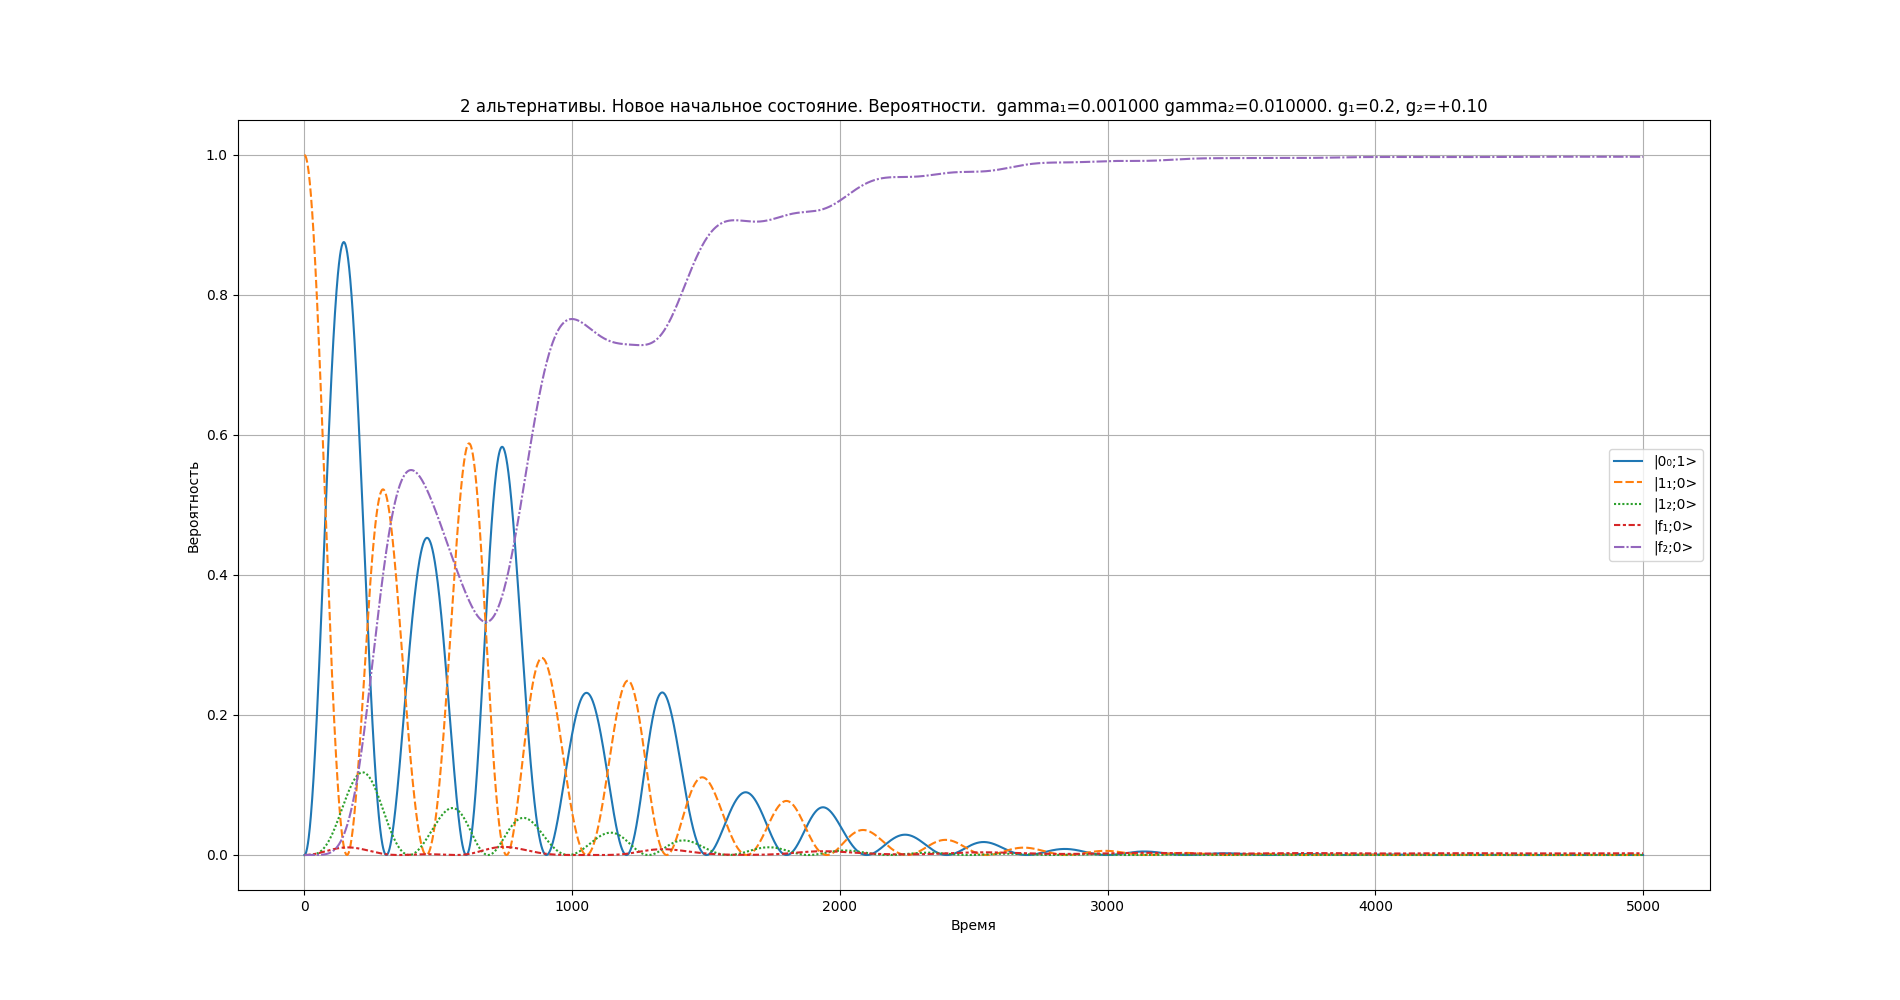 2 альтернативы. Новое начальное состояние. Вероятности.  gamma₁=0.001000 gamma₂=0.010000. g₁=0.2, g₂=+0.10
1.0
0.8
0.6
0.4
0.2
0.0
Вероятность
|0₀;1>
|1₁;0>
|1₂;0>
|f₁;0>
|f₂;0>
0 1000 2000 3000 4000 5000
Время